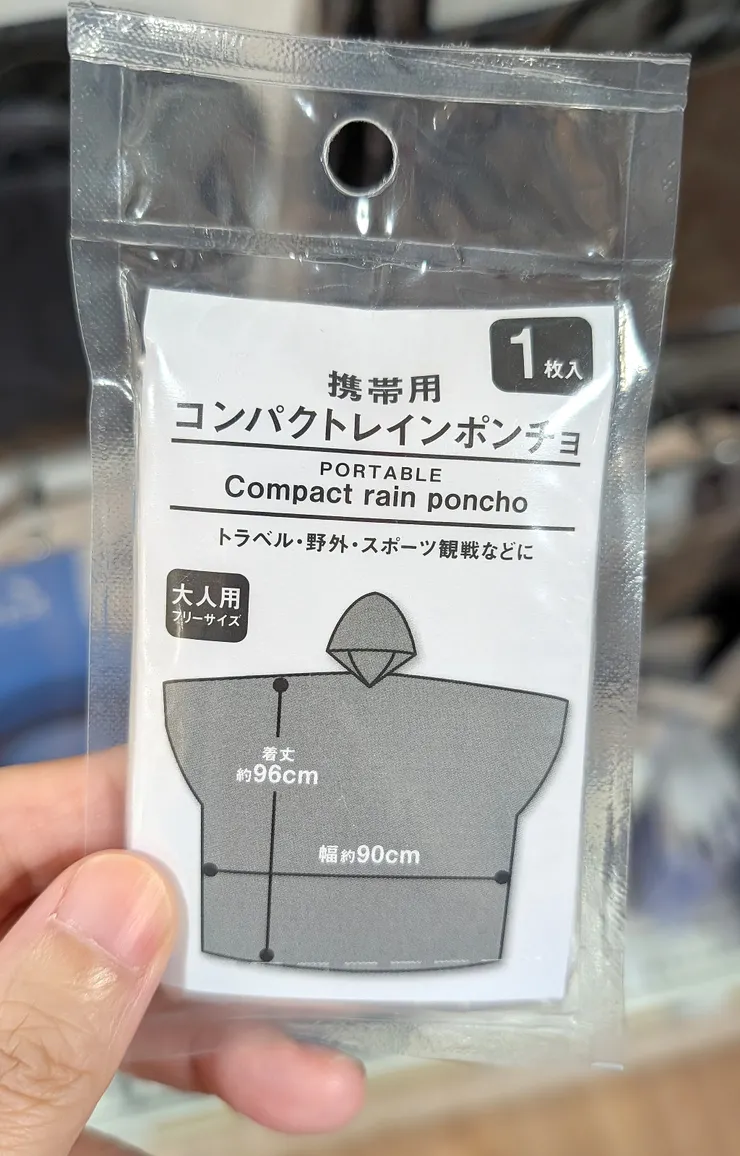 1枚入
携帯用
コンパクトレインポンチョ
PORTABLE
Compact rain poncho
トラベル・野外・スポーツ観戦などに
大人用
フリーサイズ
着丈
約96cm
幅約90cm